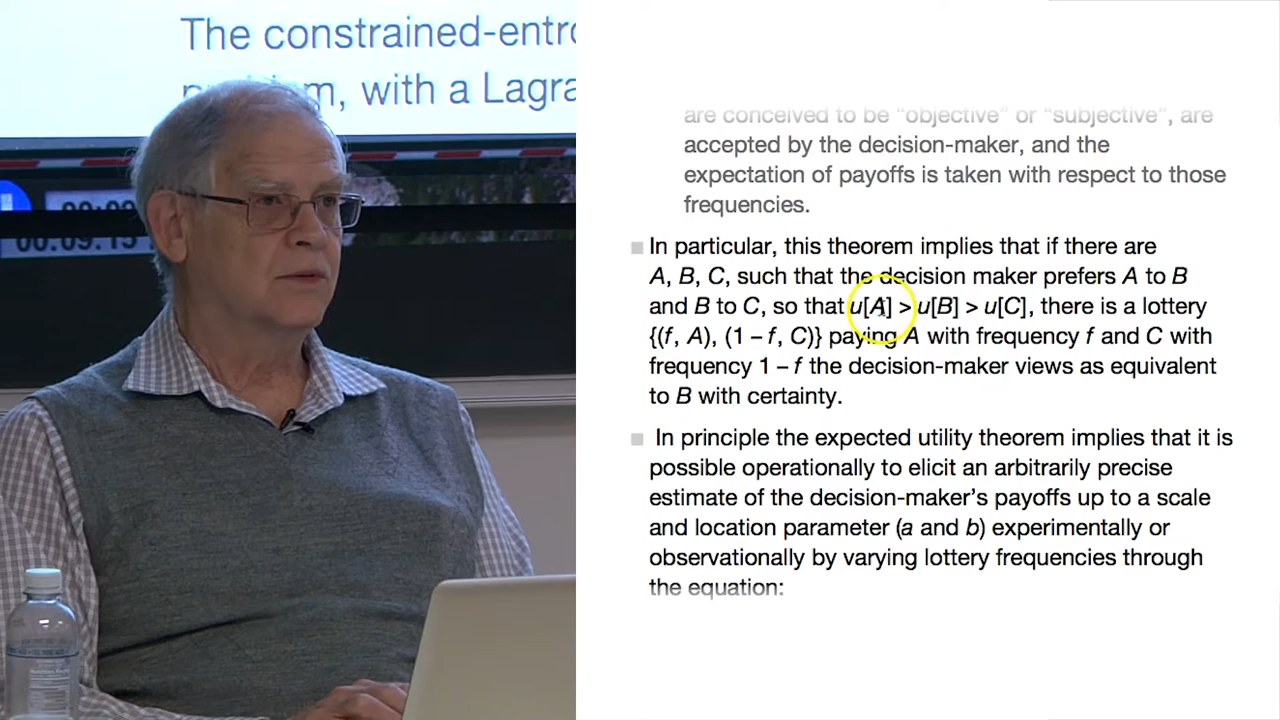 The constrained-entro
m, with a Lagra
00:09:15
are conceived to be “objective” or “subjective”, are
accepted by the decision-maker, and the
expectation of payoffs is taken with respect to those
frequencies.
In particular, this theorem implies that if there are
A, B, C, such that the decision maker prefers A to B
and B to C, so that u[A] > u[B] > u[C], there is a lottery
{(f, A), (1 – f, C)} paying A with frequency f and C with
frequency 1 – f the decision-maker views as equivalent
to B with certainty.
In principle the expected utility theorem implies that it is
possible operationally to elicit an arbitrarily precise
estimate of the decision-maker’s payoffs up to a scale
and location parameter (a and b) experimentally or
observationally by varying lottery frequencies through
the equation: